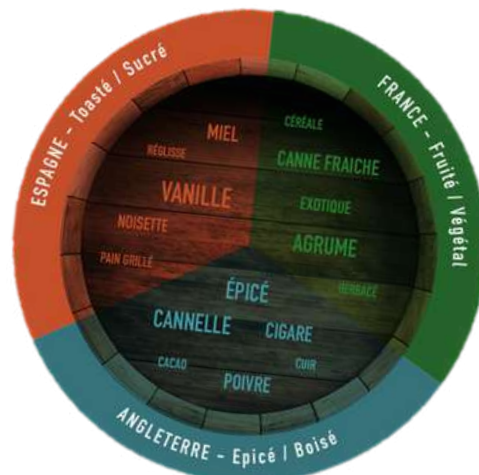 ESPAGNE – Toasté / Sucré
MIEL
RÉGLISSE
VANILLE
NOISETTE
PAIN GRILLÉ
FRANCE – Fruité / Végétal
CÉRÉALE
CANNE FRAICHE
EXOTIQUE
AGRUME
HERBACÉ
ÉPICÉ
CANNELLE
CIGARE
CACAO
CUIR
POIVRE
ANGLETERRE – Epicé / Boisé